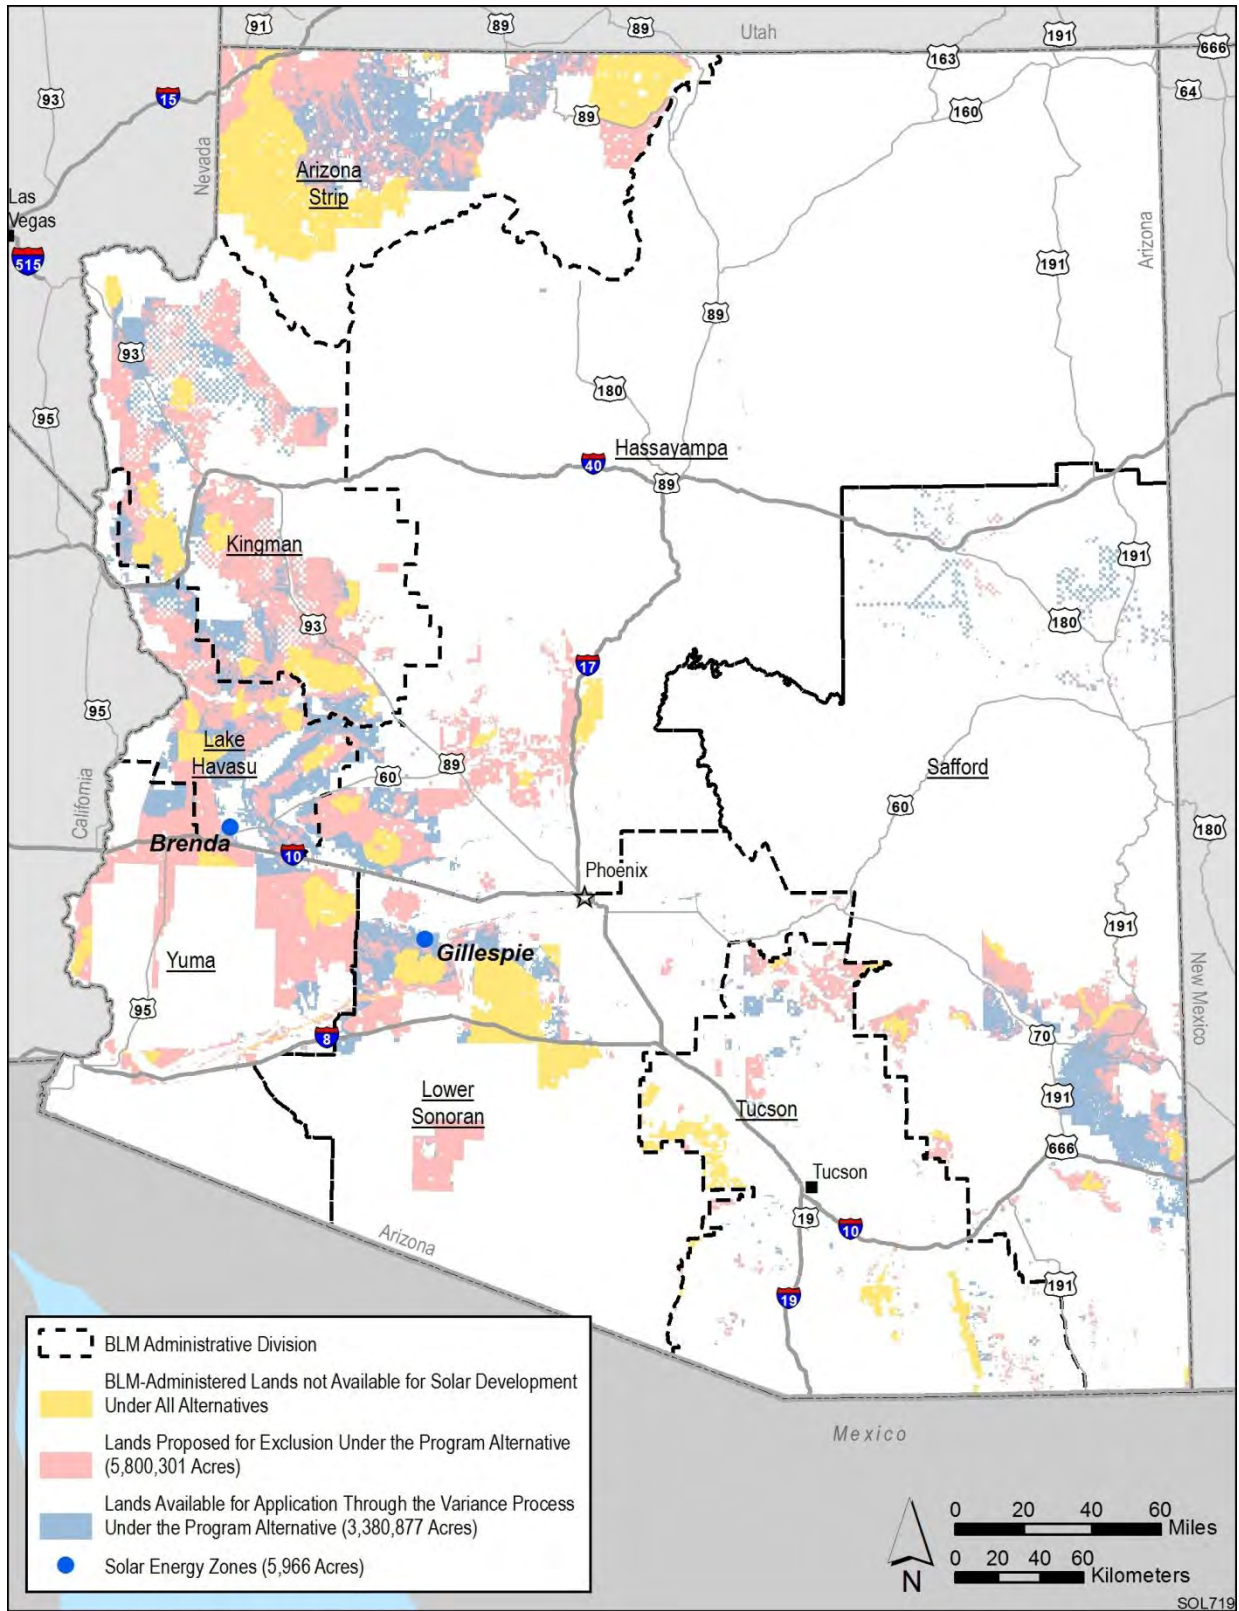 91
89
89
Utah
191
163
666
93
15
64
160
89
Nevada
Arizona
Strip
Las
Vegas
Arizona
515
191
89
93
180
95
Hassayampa
40
89
Kingman
191
93
180
17
95
Lake
Havasu
89
60
Safford
California
60
180
Brenda
10
Phoenix
191
Gillespie
Yuma
New Mexico
95
8
70
Lower
Sonoran
191
Tucson
666
Tucson
19
10
Arizona
191
19
BLM Administrative Division
BLM-Administered Lands not Available for Solar Development
Under All Alternatives
Lands Proposed for Exclusion Under the Program Alternative
(5,800,301 Acres)
Lands Available for Application Through the Variance Process
Under the Program Alternative (3,380,877 Acres)
Solar Energy Zones (5,966 Acres)
Mexico
0 20 40 60
Miles
0 20 40 60
Kilometers
N
SOL719